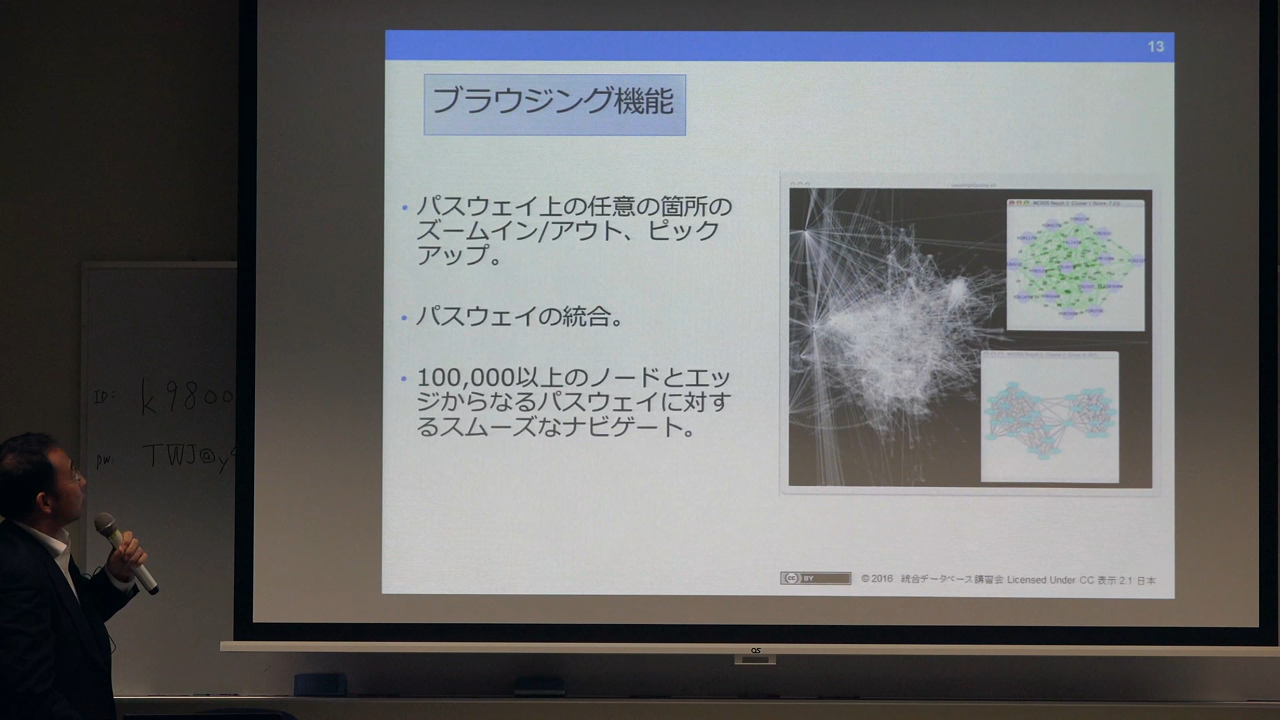 13
ブラウジング機能
• パスウェイ上の任意の箇所の
ズームイン/アウト、ピック
アップ。
• パスウェイの統合。
• 100,000以上のノードとエッ
ジからなるパスウェイに対す
るスムーズなナビゲート。
cc BY
©2016 統合データベース講習会 Licensed Under CC 表示 2.1 日本
ID: k9800
pw: TWJ@y
OS